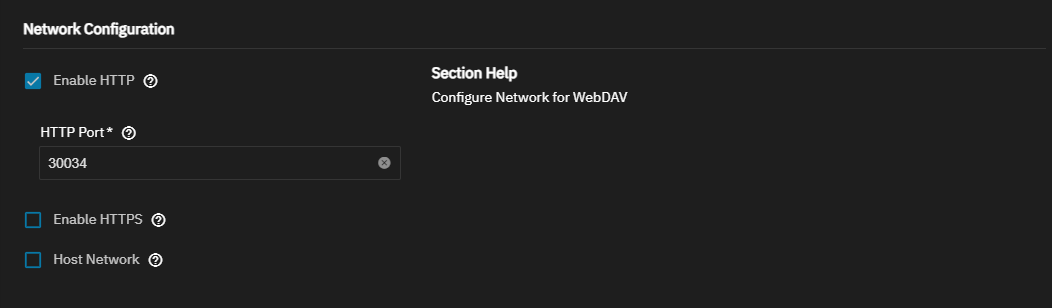 Network Configuration
Enable HTTP
Section Help
Configure Network for WebDAV
HTTP Port *
30034
Enable HTTPS
Host Network